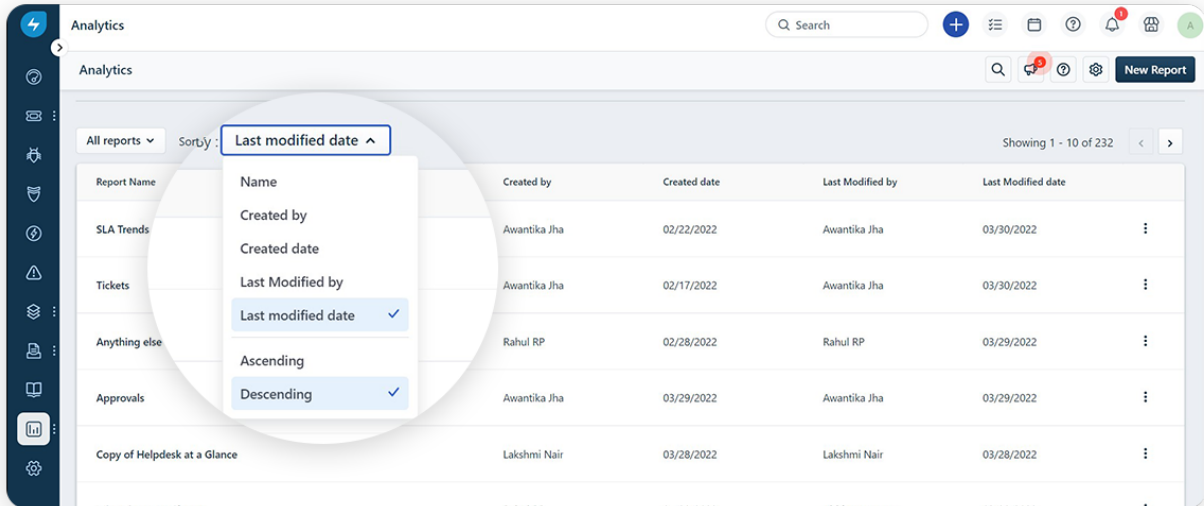 Analytics
Search
1
A
Analytics
5
New Report
All reports
Sort by :
Last modified date
Showing 1 - 10 of 232
Name
Created by
Created date
Last Modified by
Last modified date
Ascending
Descending
Report Name Created by Created date Last Modified by Last Modified date
SLA Trends Awantika Jha 02/22/2022 Awantika Jha 03/30/2022
Tickets Awantika Jha 02/17/2022 Awantika Jha 03/30/2022
Anything else Rahul RP 02/28/2022 Rahul RP 03/29/2022
Approvals Awantika Jha 03/29/2022 Awantika Jha 03/29/2022
Copy of Helpdesk at a Glance Lakshmi Nair 03/28/2022 Lakshmi Nair 03/28/2022